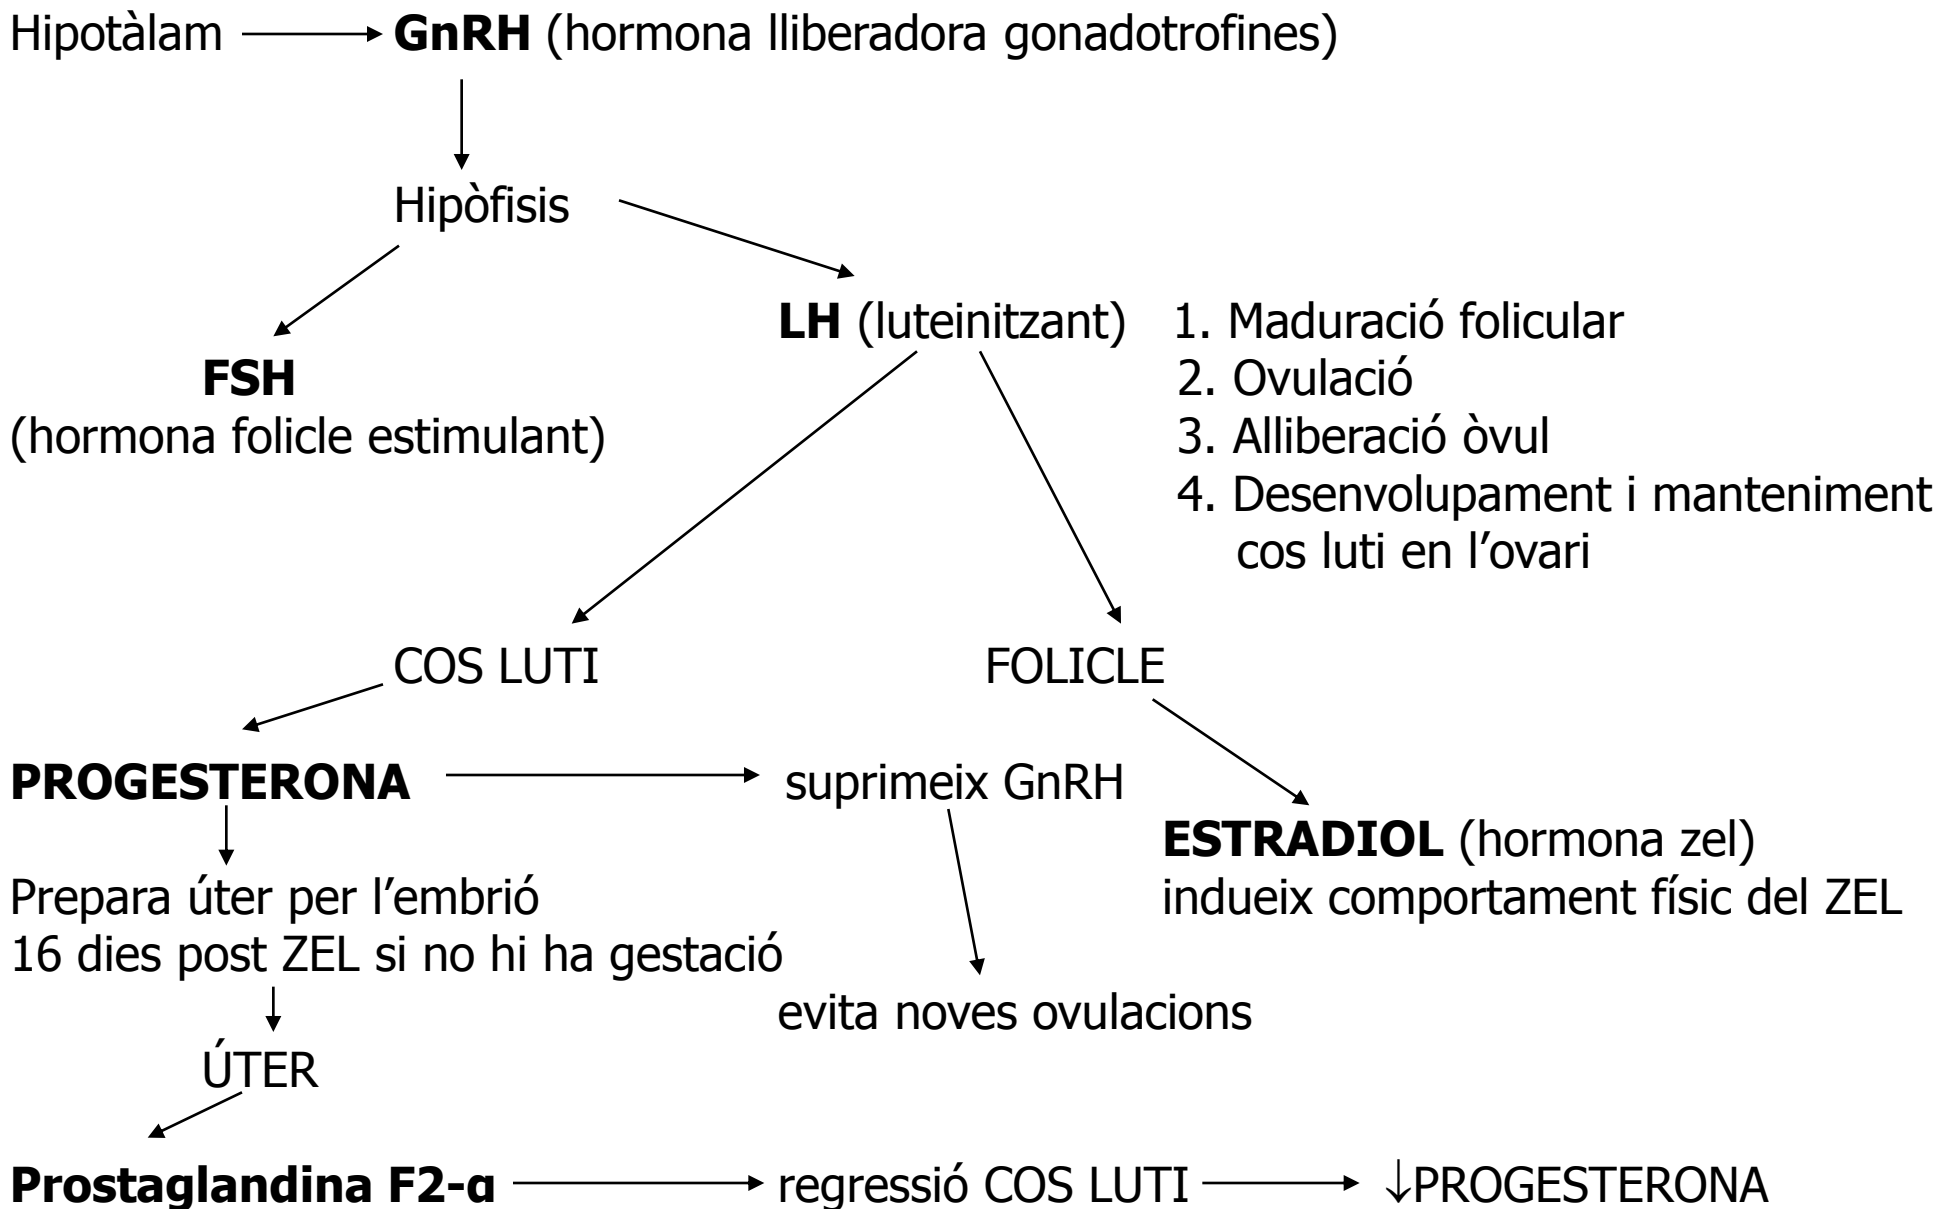 Hipotàlam GnRH (hormona lliberadora gonadotrofines)
Hipòfisis
LH (luteinitzant) 1. Maduració folicular
FSH 2. Ovulació
(hormona folicle estimulant) 3. Alliberació òvul
4. Desenvolupament i manteniment
cos luti en l’ovari
COS LUTI FOLICLE
PROGESTERONA suprimeix GnRH
ESTRADIOL (hormona zel)
Prepara úter per l’embrió indueix comportament físic del ZEL
16 dies post ZEL si no hi ha gestació
evita noves ovulacions
ÚTER
Prostaglandina F2-α regressió COS LUTI ↓PROGESTERONA